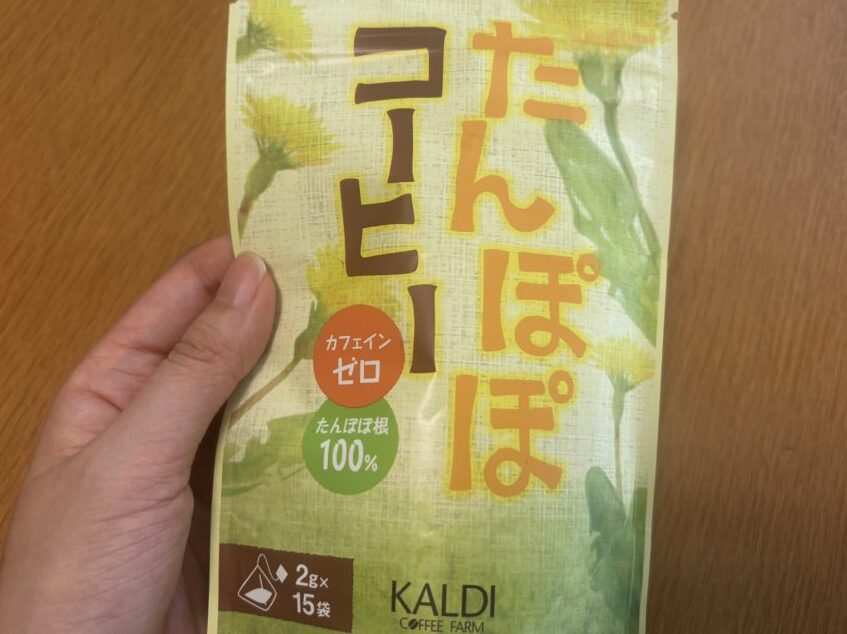 たんぽぽ
コーヒー
カフェイン
ゼロ
たんぽぽ根
100%
2g×
15袋
KALDI
COFFEE FARM